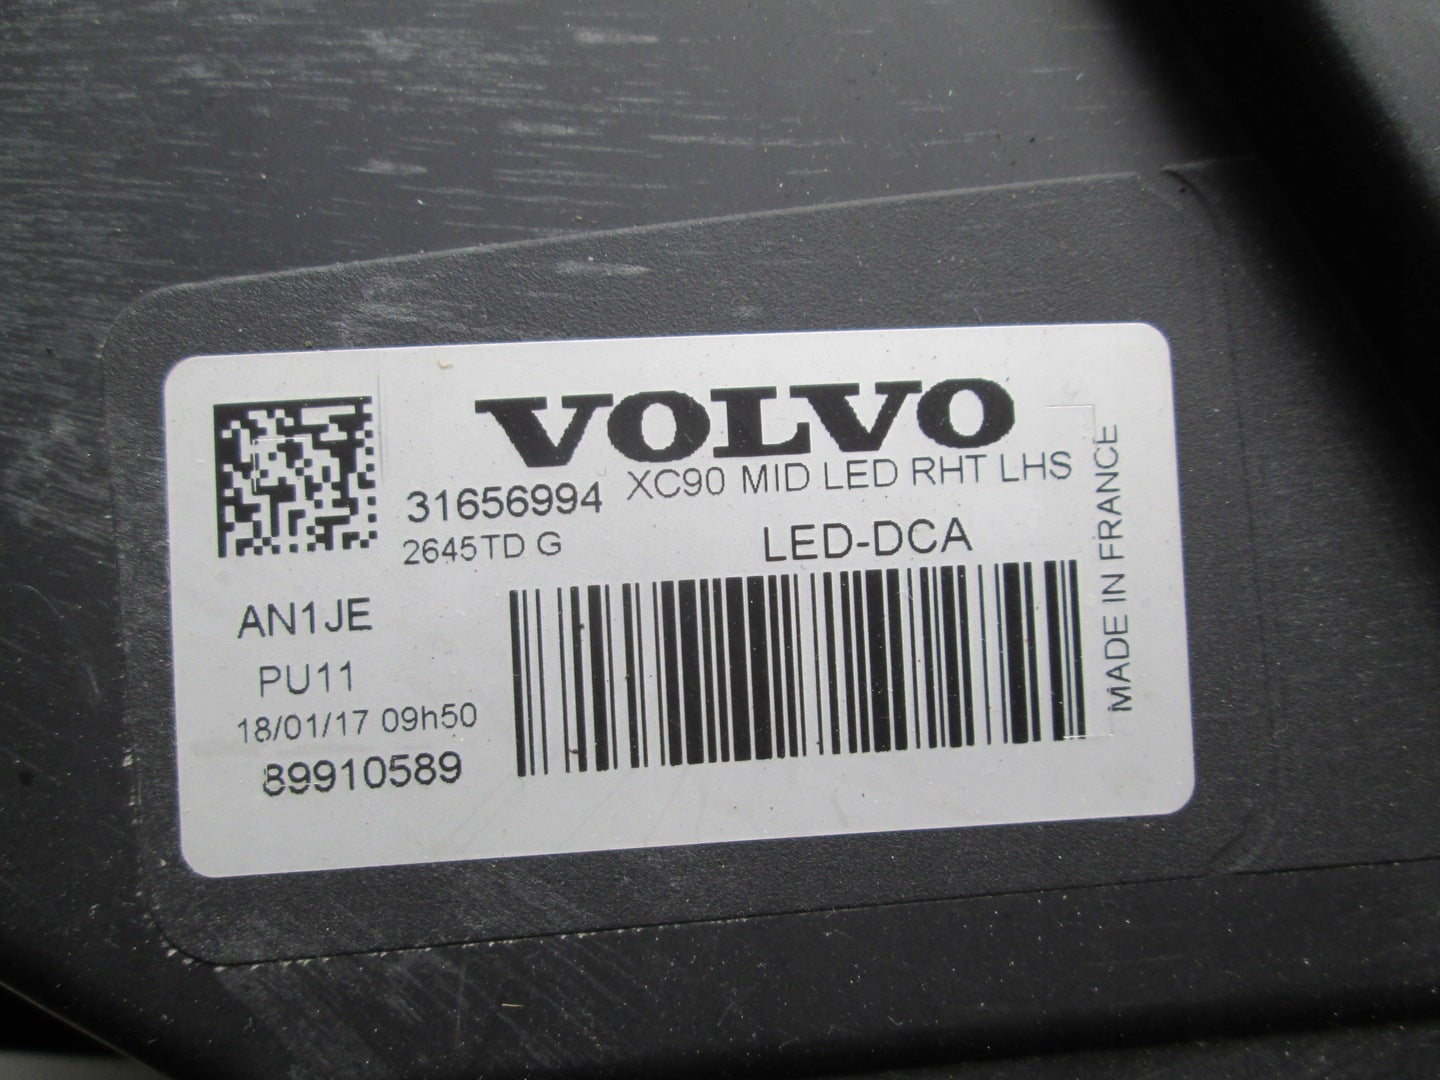 VOLVO
31656994 XC90 MID LED RHT LHS
2645TD G LED-DCA
AN1JE
PU11
18/01/17 09h50
89910589
MADE IN FRANCE